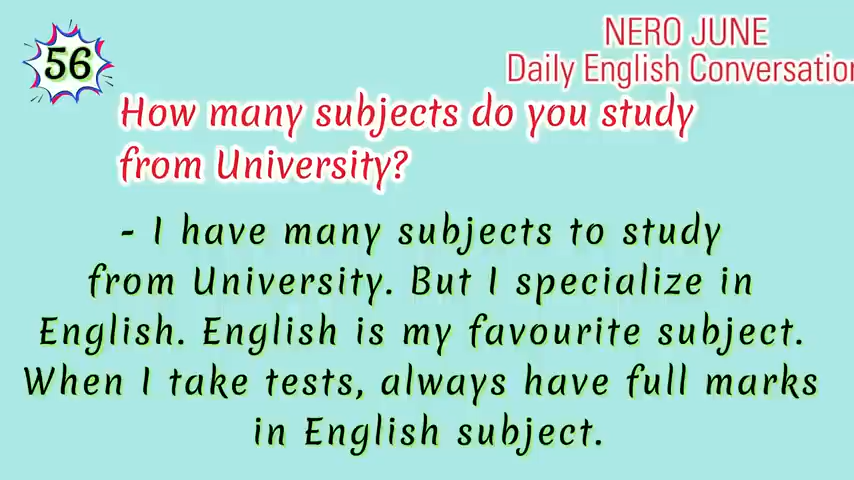 56
NERO JUNE
Daily English Conversation
How many subjects do you study
from University?
- I have many subjects to study
from University. But I specialize in
English. English is my favourite subject.
When I take tests, always have full marks
in English subject.